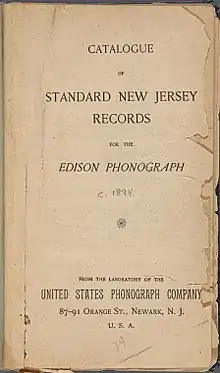 CATALOGUE
OF
STANDARD NEW JERSEY
RECORDS
FOR THE
EDISON PHONOGRAPH
c. 1894
FROM THE LABORATORY OF THE
UNITED STATES PHONOGRAPH COMPANY
87-91 ORANGE ST., NEWARK, N. J.
U. S. A.